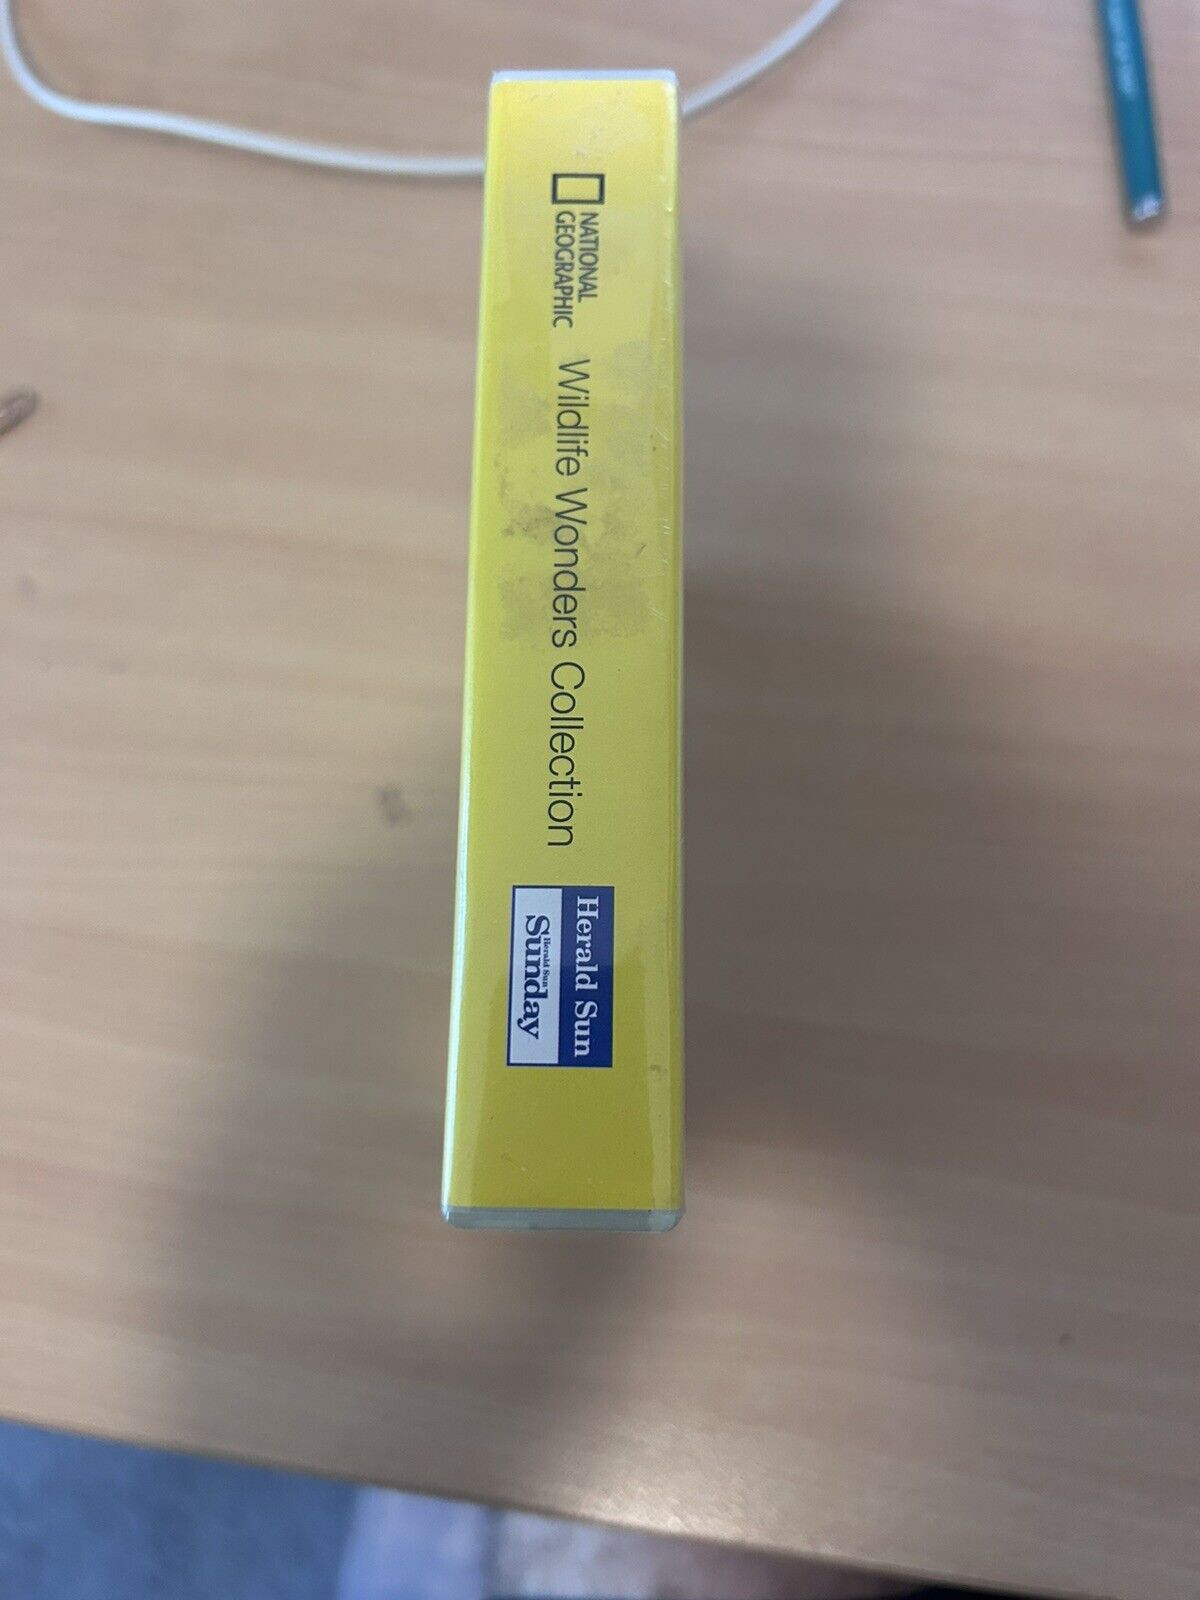 NATIONAL
GEOGRAPHIC
Wildlife Wonders Collection
Herald Sun
Herald Sun
Sunday